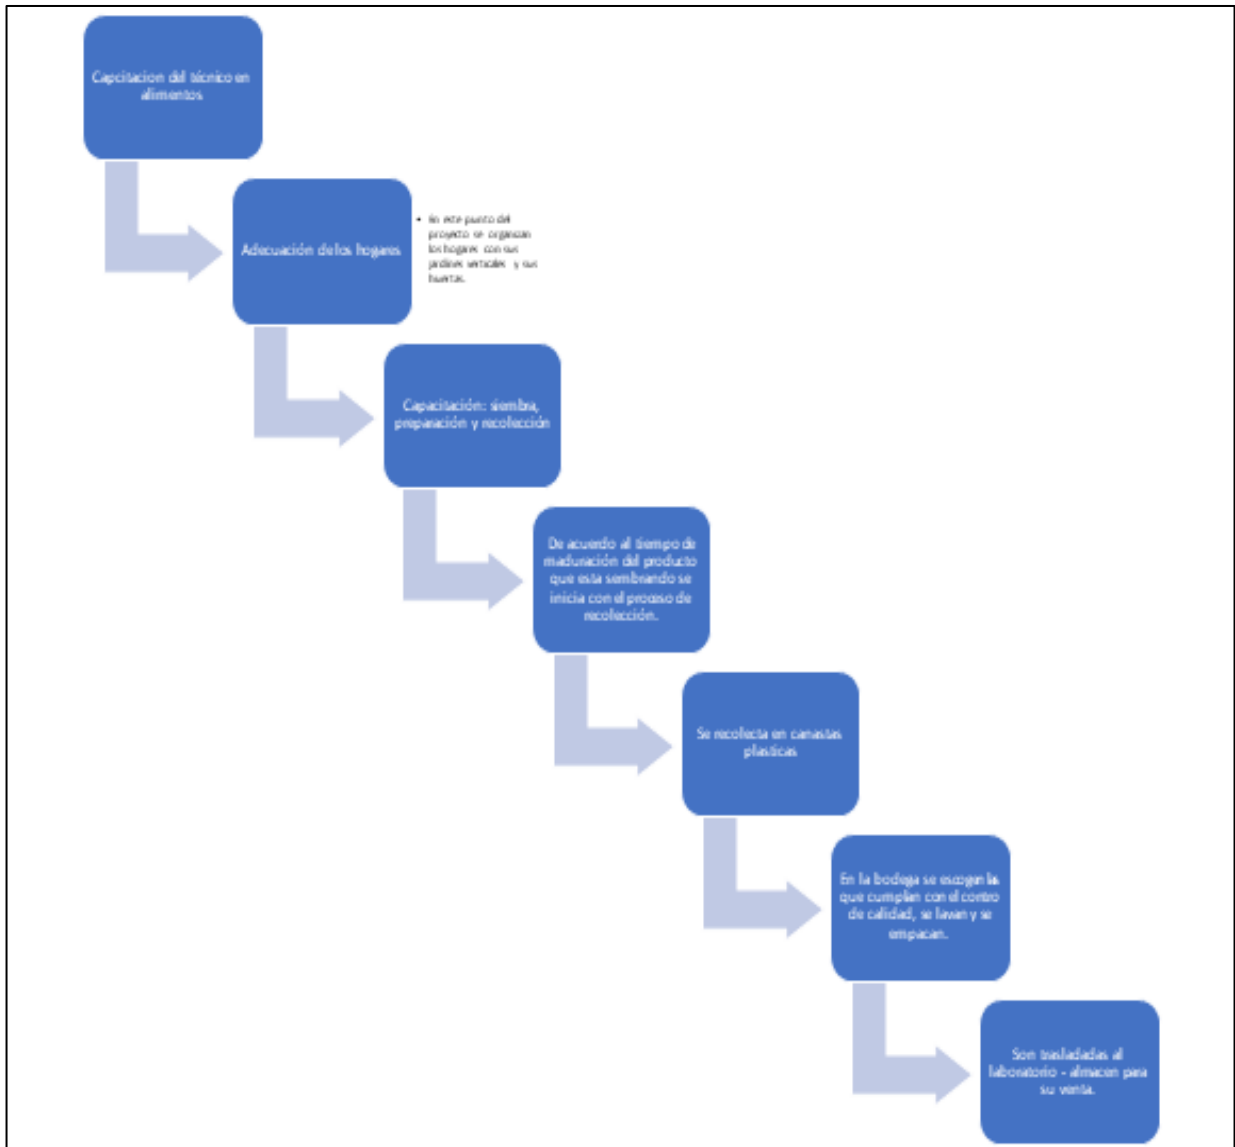 Capcitacion del técnico en
alimentos
Adecuación de los hogares
• En este punto del
proyecto se organizan
los hogares con sus
jardines verticales y sus
huertas.
Capacitación: siembra,
preparación y recolección
De acuerdo al tiempo de
maduración del producto
que esta sembrando se
inicia con el proceso de
recolección.
Se recolecta en canastas
plasticas
En la bodega se escogen las
que cumplan con el contro
de calidad, se lavan y se
empacan.
Son trasladadas al
laboratorio - almacen para
su venta.